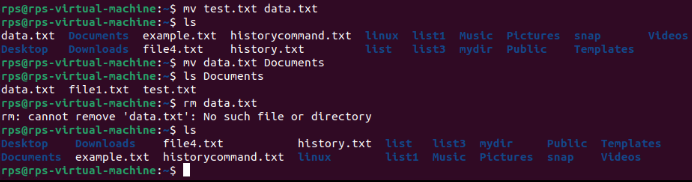 rps@rps-virtual-machine:~$ mv test.txt data.txt
rps@rps-virtual-machine:~$ ls
data.txt Documents example.txt historycommand.txt linux list1 Music Pictures snap Videos
Desktop Downloads file4.txt history.txt list list3 mydir Public Templates
rps@rps-virtual-machine:~$ mv data.txt Documents
rps@rps-virtual-machine:~$ ls Documents
data.txt file1.txt test.txt
rps@rps-virtual-machine:~$ rm data.txt
rm: cannot remove 'data.txt': No such file or directory
rps@rps-virtual-machine:~$ ls
Desktop Downloads file4.txt history.txt list list3 mydir Public Templates
Documents example.txt historycommand.txt linux list1 Music Pictures snap Videos
rps@rps-virtual-machine:~$